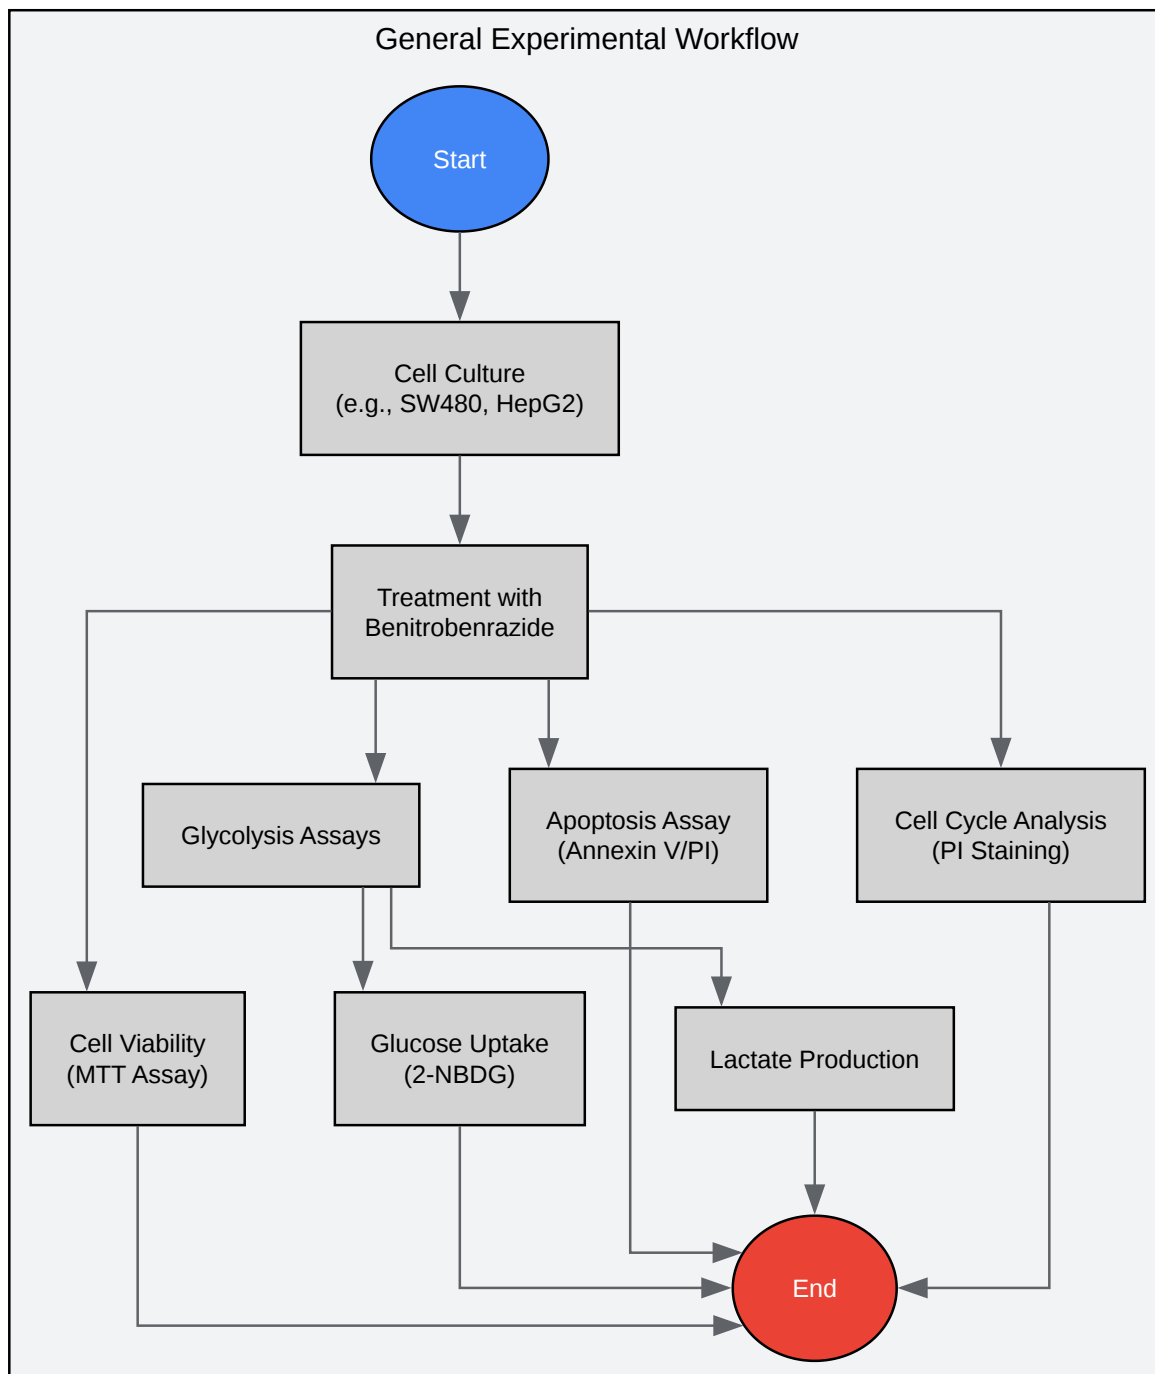 General Experimental Workflow
Start
Cell Culture
(e.g., SW480, HepG2)
Treatment with
Benitrobenrazide
Glycolysis Assays
Apoptosis Assay
(Annexin V/PI)
Cell Cycle Analysis
(PI Staining)
Cell Viability
(MTT Assay)
Glucose Uptake
(2-NBDG)
Lactate Production
End